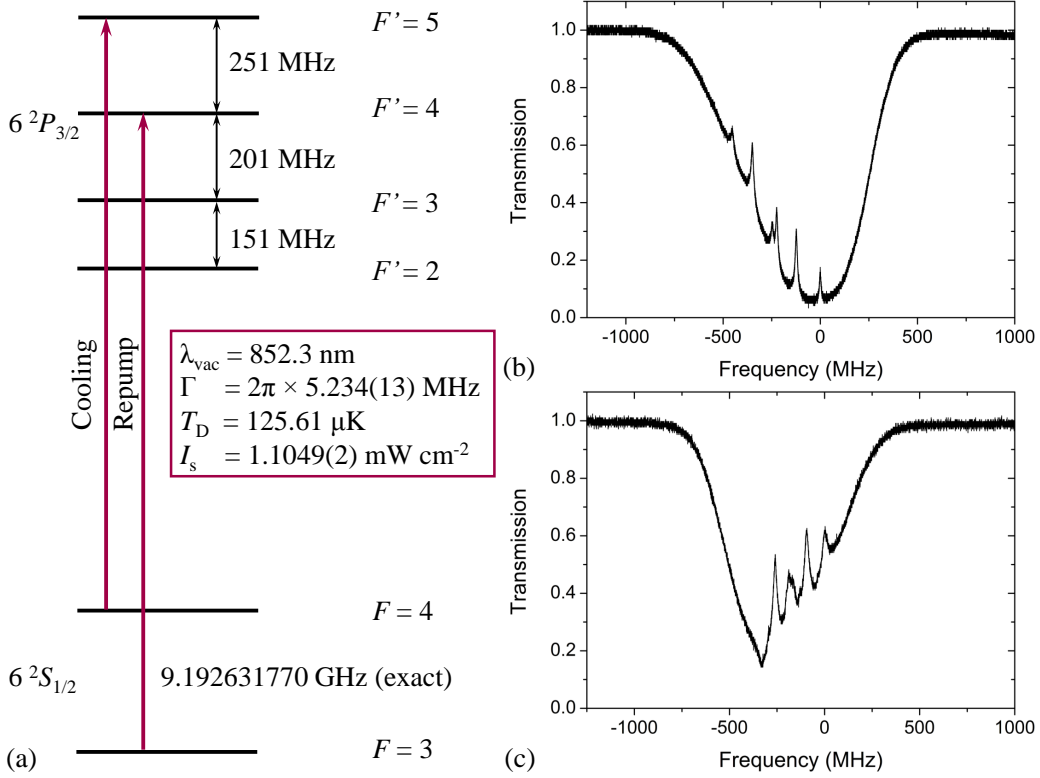 F’ = 5
251 MHz
F’ = 4
6 ²P₃/₂
201 MHz
F’ = 3
151 MHz
F’ = 2
Cooling
Repump
λvac = 852.3 nm
Γ = 2π × 5.234(13) MHz
TD = 125.61 μK
Is = 1.1049(2) mW cm⁻²
F = 4
6 ²S₁/₂
9.192631770 GHz (exact)
F = 3
(a)
Transmission
1.0
0.8
0.6
0.4
0.2
0.0
-1000 -500 0 500 1000
Frequency (MHz)
(b)
Transmission
1.0
0.8
0.6
0.4
0.2
0.0
-1000 -500 0 500 1000
Frequency (MHz)
(c)